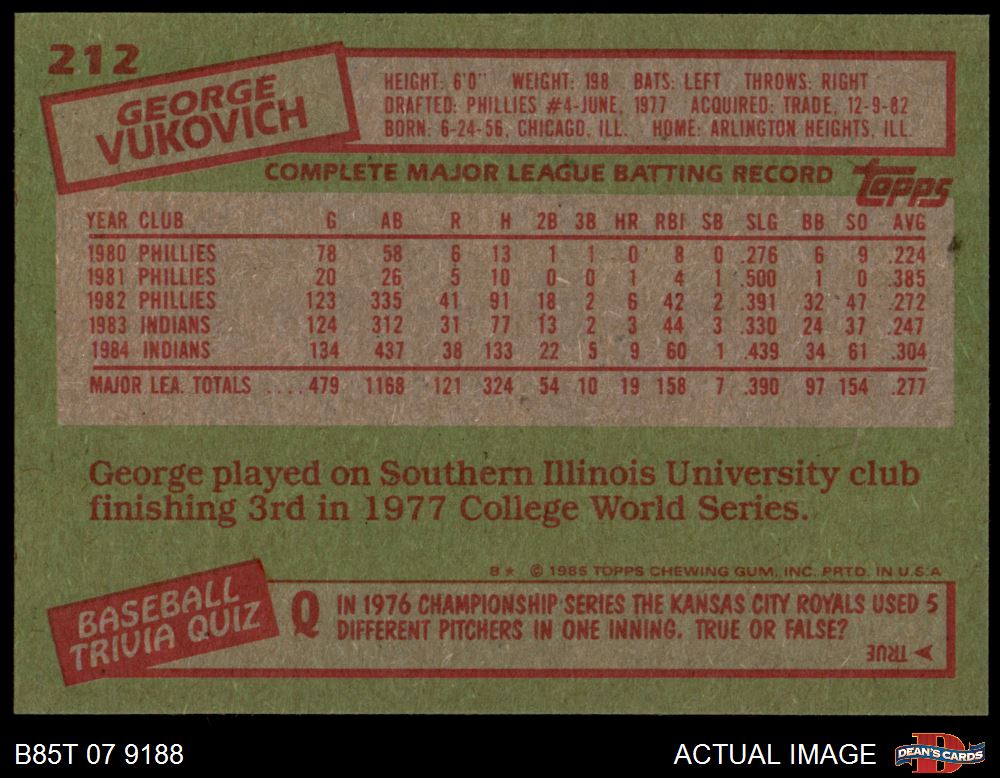 212
GEORGE
VUKOVICH
HEIGHT: 6'0" WEIGHT: 198 BATS: LEFT THROWS: RIGHT
DRAFTED: PHILLIES #4-JUNE, 1977 ACQUIRED: TRADE, 12-9-82
BORN: 6-24-56, CHICAGO, ILL. HOME: ARLINGTON HEIGHTS, ILL.
COMPLETE MAJOR LEAGUE BATTING RECORD
topps
YEAR CLUB G AB R H 2B 3B HR RBI SB SLG BB SO AVG
1980 PHILLIES 78 58 6 13 1 1 0 8 0 .276 6 9 .224
1981 PHILLIES 20 26 5 10 0 0 1 4 1 .500 1 0 .385
1982 PHILLIES 123 335 41 91 18 2 6 42 2 .391 32 47 .272
1983 INDIANS 124 312 31 77 13 2 3 44 3 .330 24 37 .247
1984 INDIANS 134 437 38 133 22 5 9 60 1 .439 34 61 .304
MAJOR LEA. TOTALS .... 479 1168 121 324 54 10 19 158 7 .390 97 154 .277
George played on Southern Illinois University club
finishing 3rd in 1977 College World Series.
B★ © 1985 TOPPS CHEWING GUM, INC. PRTD. IN U.S.A
BASEBALL
TRIVIA QUIZ
Q IN 1976 CHAMPIONSHIP SERIES THE KANSAS CITY ROYALS USED 5
DIFFERENT PITCHERS IN ONE INNING. TRUE OR FALSE?
TRUE
B85T 07 9188
ACTUAL IMAGE
DEAN'S CARDS